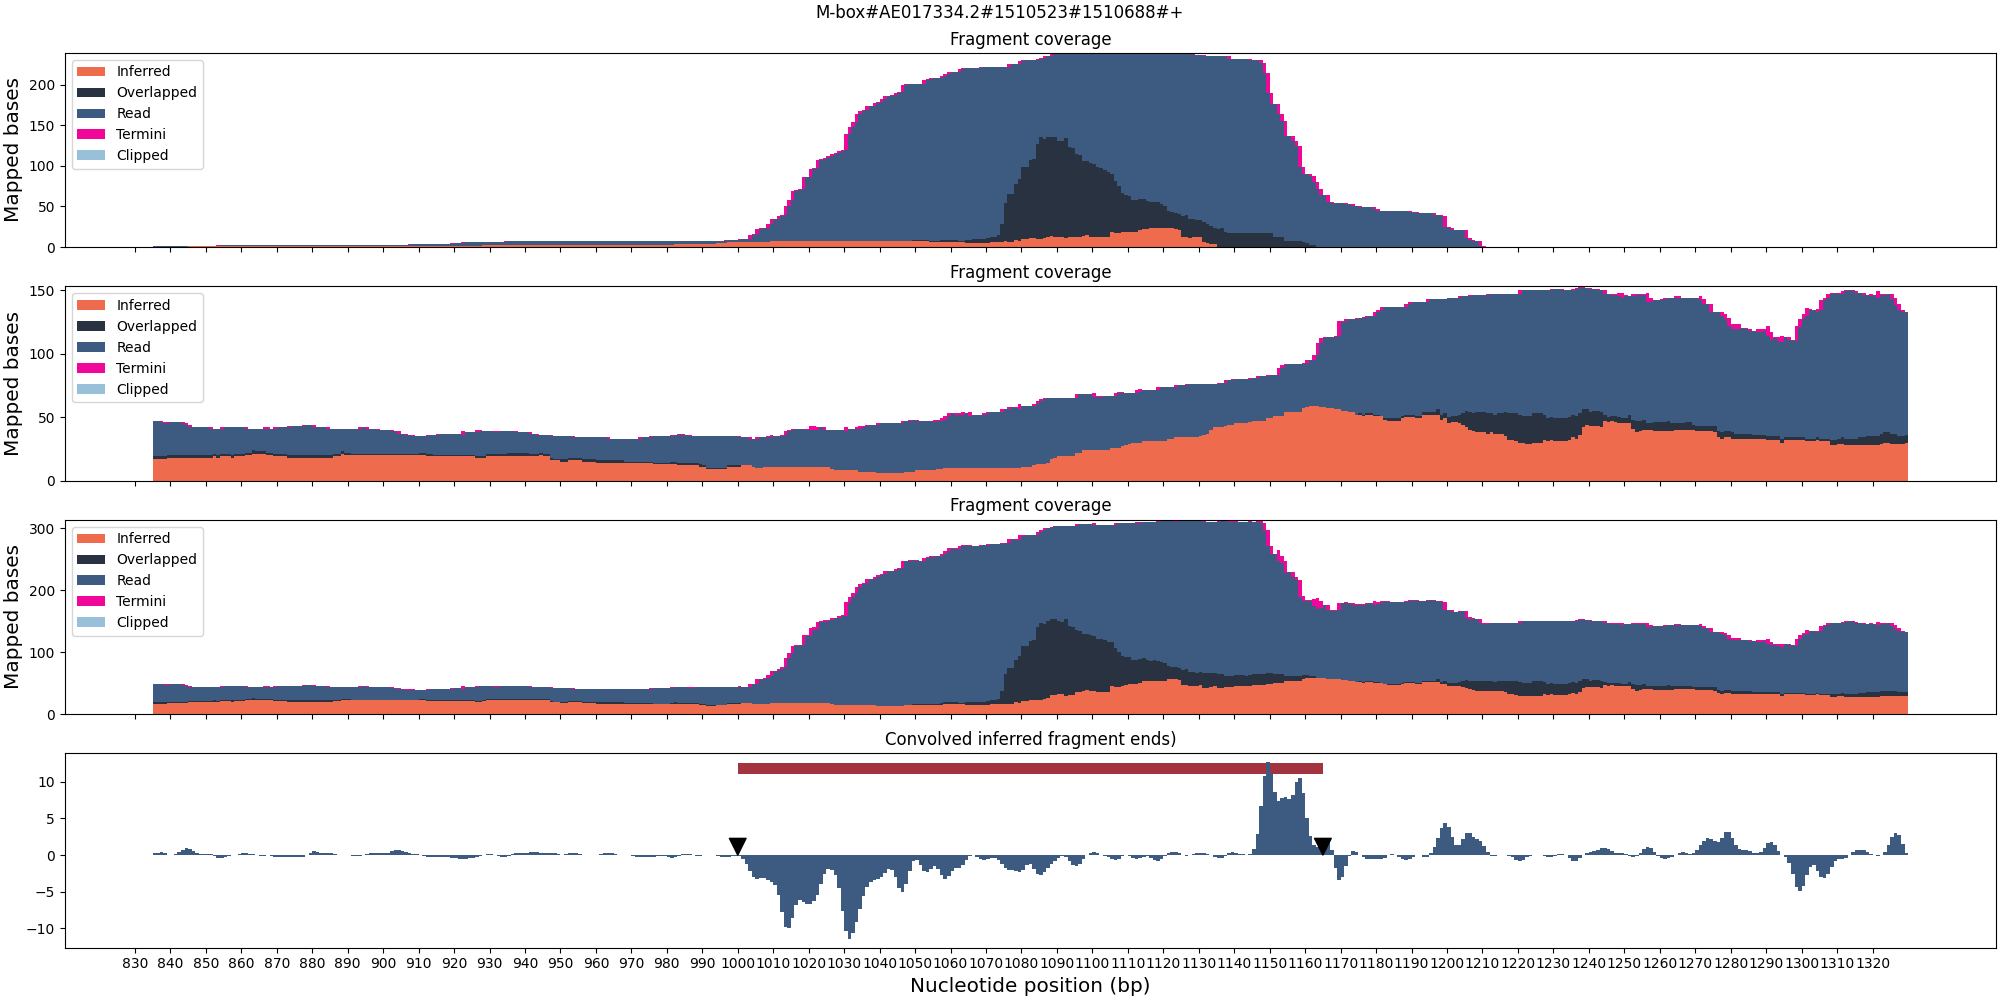 M-box#AE017334.2#1510523#1510688#+
Fragment coverage
Mapped bases
200
150
100
50
0
Inferred
Overlapped
Read
Termini
Clipped
Fragment coverage
Mapped bases
150
100
50
0
Inferred
Overlapped
Read
Termini
Clipped
Fragment coverage
Mapped bases
300
200
100
0
Inferred
Overlapped
Read
Termini
Clipped
Convolved inferred fragment ends)
10
5
0
−5
−10
830 840 850 860 870 880 890 900 910 920 930 940 950 960 970 980 990 1000 1010 1020 1030 1040 1050 1060 1070 1080 1090 1100 1110 1120 1130 1140 1150 1160 1170 1180 1190 1200 1210 1220 1230 1240 1250 1260 1270 1280 1290 1300 1310 1320
Nucleotide position (bp)